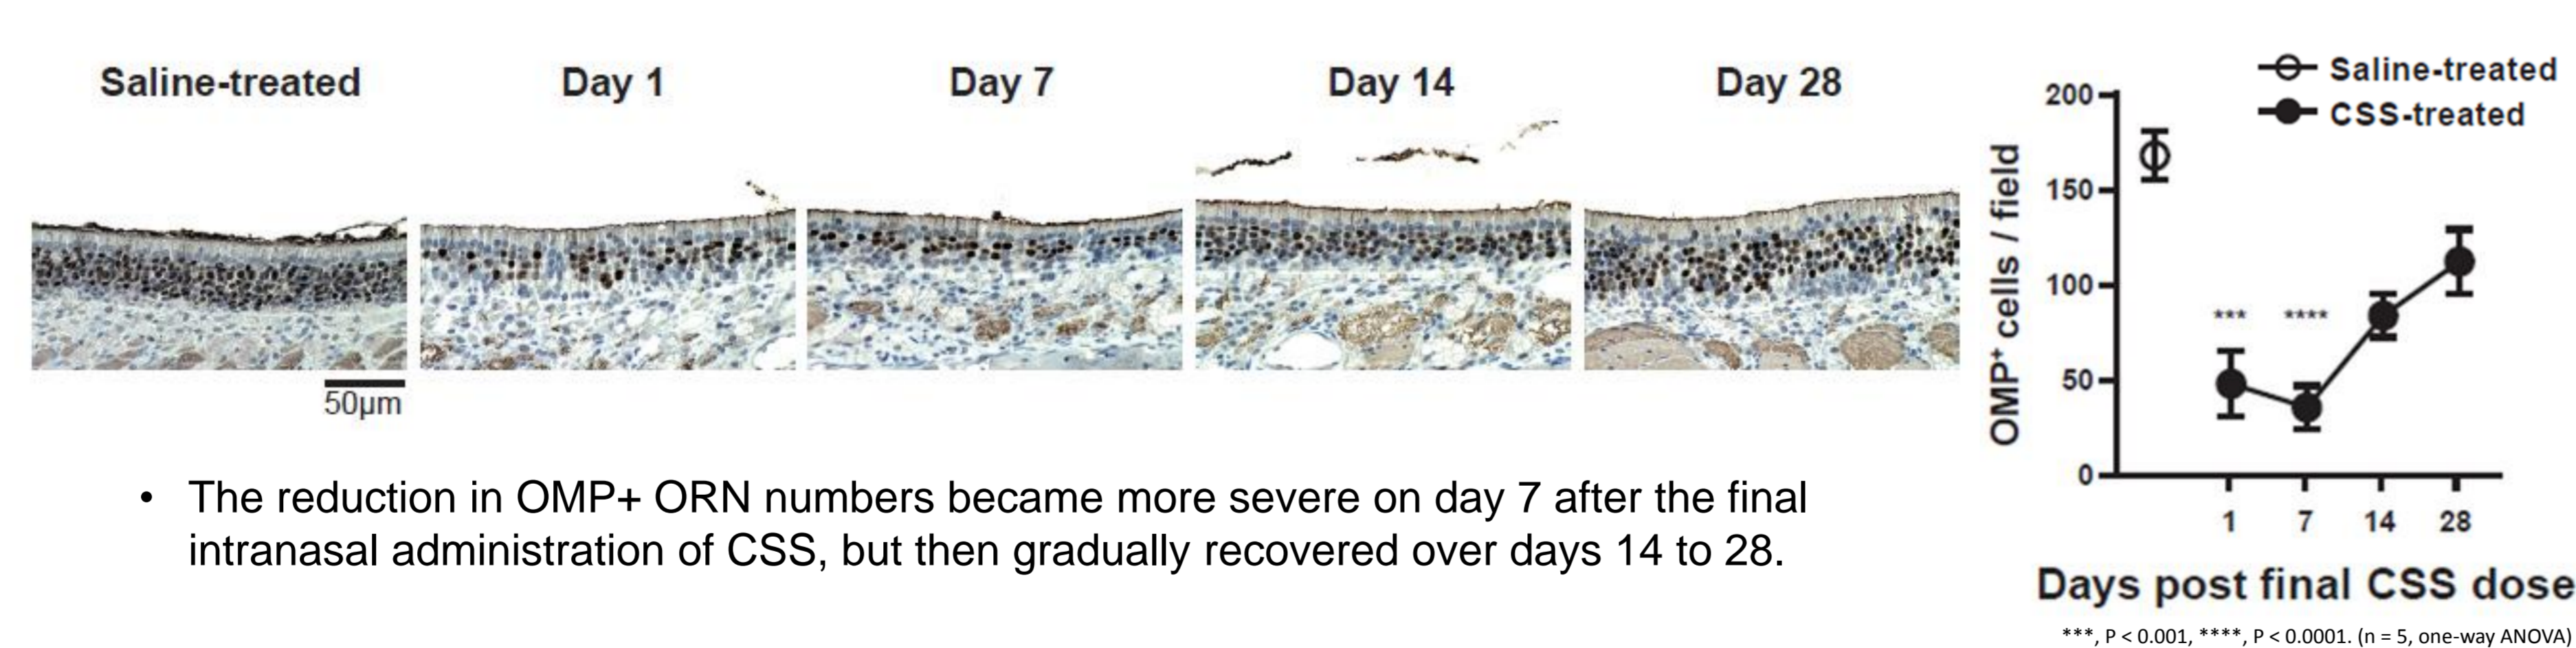 Saline-treated
Day 1
Day 7
Day 14
Day 28
50µm
• The reduction in OMP+ ORN numbers became more severe on day 7 after the final
intranasal administration of CSS, but then gradually recovered over days 14 to 28.
Saline-treated
CSS-treated
OMP⁺ cells / field
200
150
100
50
0
***
****
1
7
14
28
Days post final CSS dose
***, P < 0.001, ****, P < 0.0001. (n = 5, one-way ANOVA)